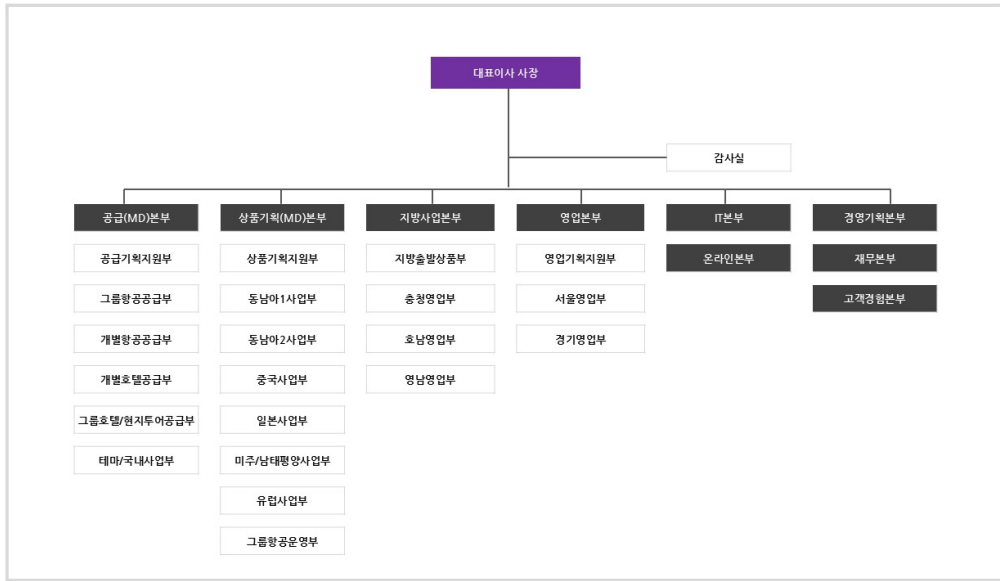 대표이사 사장
감사실
공급(MD)본부
상품기획(MD)본부
지방사업본부
영업본부
IT본부
경영기획본부
공급기획지원부
상품기획지원부
지방출발상품부
영업기획지원부
온라인본부
재무본부
그룹항공공급부
동남아1사업부
충청영업부
서울영업부
고객경험본부
개별항공공급부
동남아2사업부
호남영업부
경기영업부
개별호텔공급부
중국사업부
영남영업부
그룹호텔/현지투어공급부
일본사업부
테마/국내사업부
미주/남태평양사업부
유럽사업부
그룹항공운영부